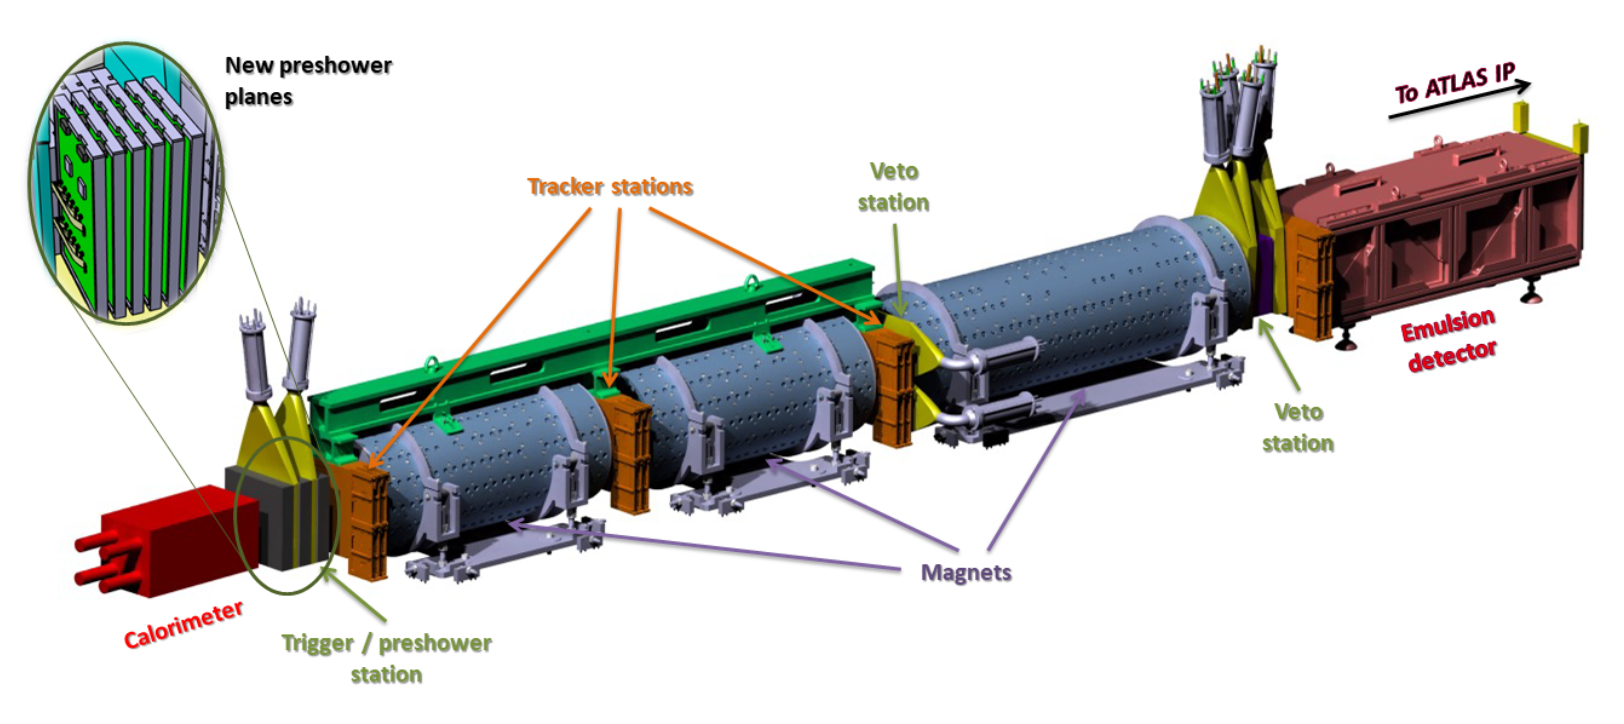 New preshower
planes
To ATLAS IP
Tracker stations
Veto
station
Emulsion
detector
Veto
station
Magnets
Calorimeter
Trigger / preshower
station